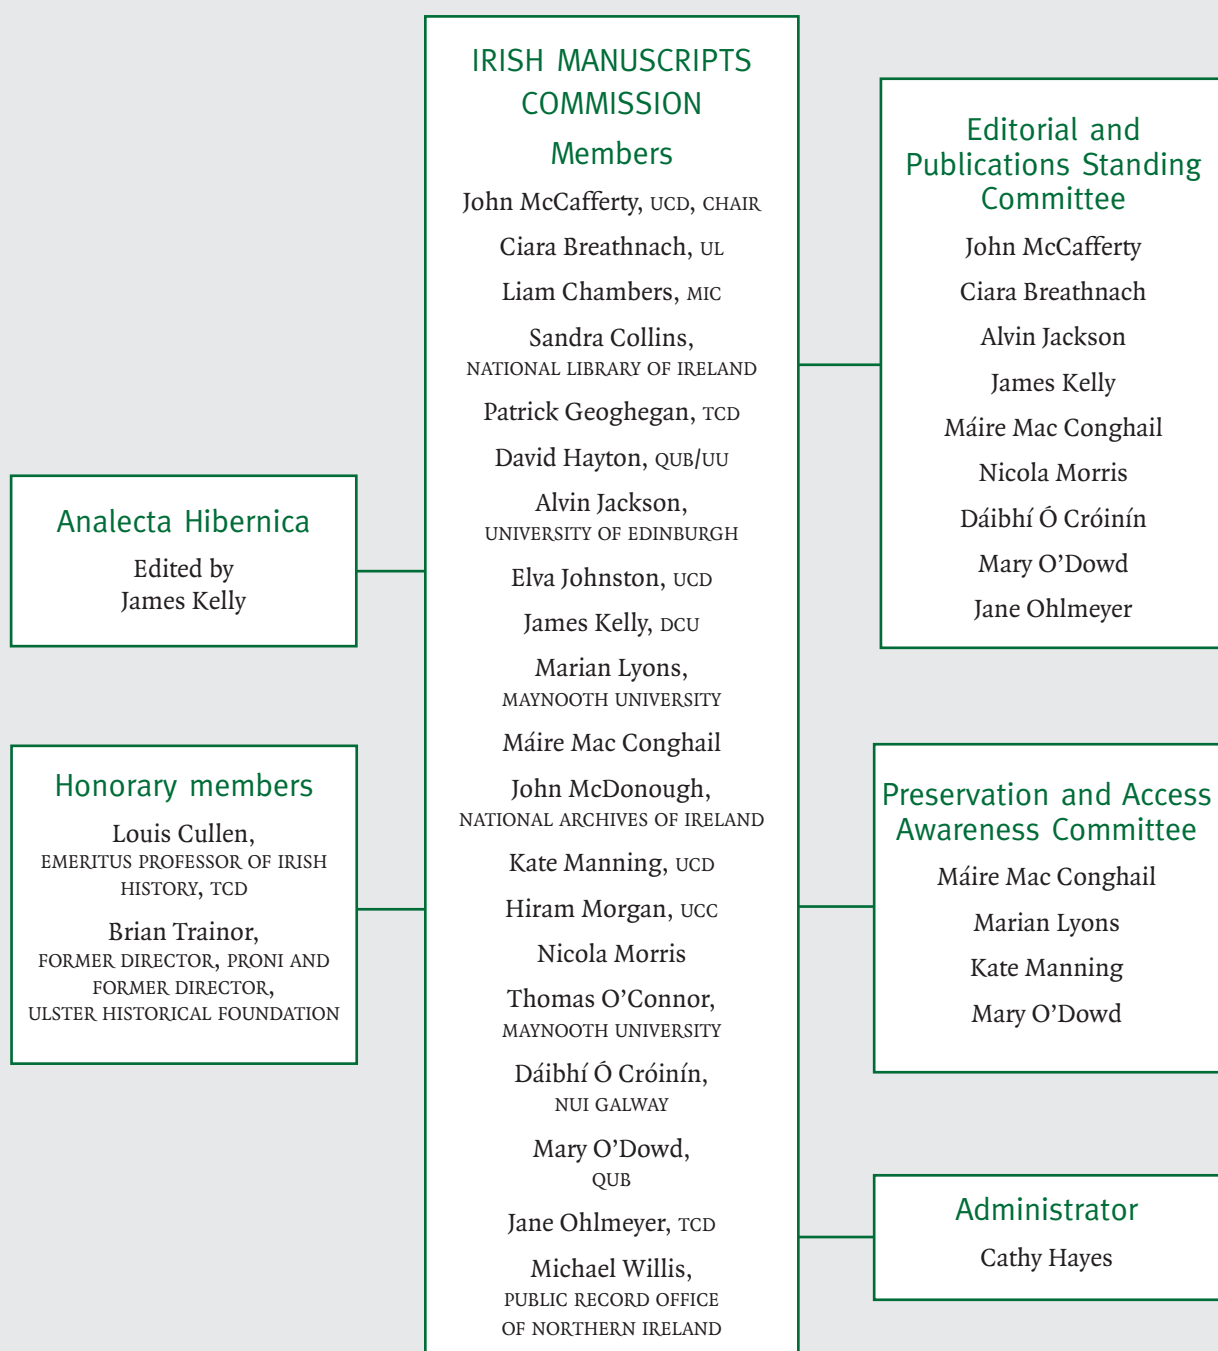 IRISH MANUSCRIPTS
COMMISSION
Members
John McCafferty, UCD, CHAIR
Ciara Breathnach, UL
Liam Chambers, MIC
Sandra Collins,
NATIONAL LIBRARY OF IRELAND
Patrick Geoghegan, TCD
David Hayton, QUB/UU
Alvin Jackson,
UNIVERSITY OF EDINBURGH
Elva Johnston, UCD
James Kelly, DCU
Marian Lyons,
MAYNOOTH UNIVERSITY
Máire Mac Conghail
John McDonough,
NATIONAL ARCHIVES OF IRELAND
Kate Manning, UCD
Hiram Morgan, UCC
Nicola Morris
Thomas O’Connor,
MAYNOOTH UNIVERSITY
Dáibhí Ó Cróinín,
NUI GALWAY
Mary O’Dowd,
QUB
Jane Ohlmeyer, TCD
Michael Willis,
PUBLIC RECORD OFFICE
OF NORTHERN IRELAND
Analecta Hibernica
Edited by
James Kelly
Honorary members
Louis Cullen,
EMERITUS PROFESSOR OF IRISH
HISTORY, TCD
Brian Trainor,
FORMER DIRECTOR, PRONI AND
FORMER DIRECTOR,
ULSTER HISTORICAL FOUNDATION
Editorial and
Publications Standing
Committee
John McCafferty
Ciara Breathnach
Alvin Jackson
James Kelly
Máire Mac Conghail
Nicola Morris
Dáibhí Ó Cróinín
Mary O’Dowd
Jane Ohlmeyer
Preservation and Access
Awareness Committee
Máire Mac Conghail
Marian Lyons
Kate Manning
Mary O’Dowd
Administrator
Cathy Hayes